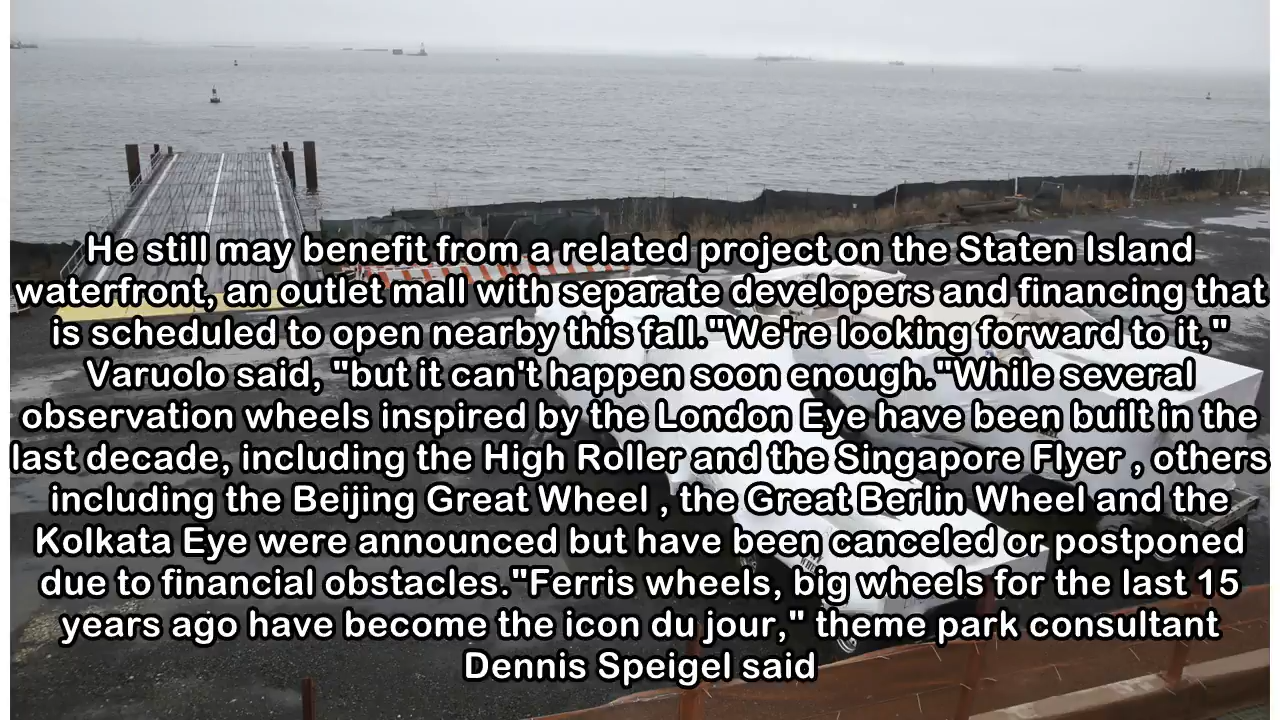 He still may benefit from a related project on the Staten Island
waterfront, an outlet mall with separate developers and financing that
is scheduled to open nearby this fall."We're looking forward to it,"
Varuolo said, "but it can't happen soon enough."While several
observation wheels inspired by the London Eye have been built in the
last decade, including the High Roller and the Singapore Flyer , others
including the Beijing Great Wheel , the Great Berlin Wheel and the
Kolkata Eye were announced but have been canceled or postponed
due to financial obstacles."Ferris wheels, big wheels for the last 15
years ago have become the icon du jour," theme park consultant
Dennis Speigel said